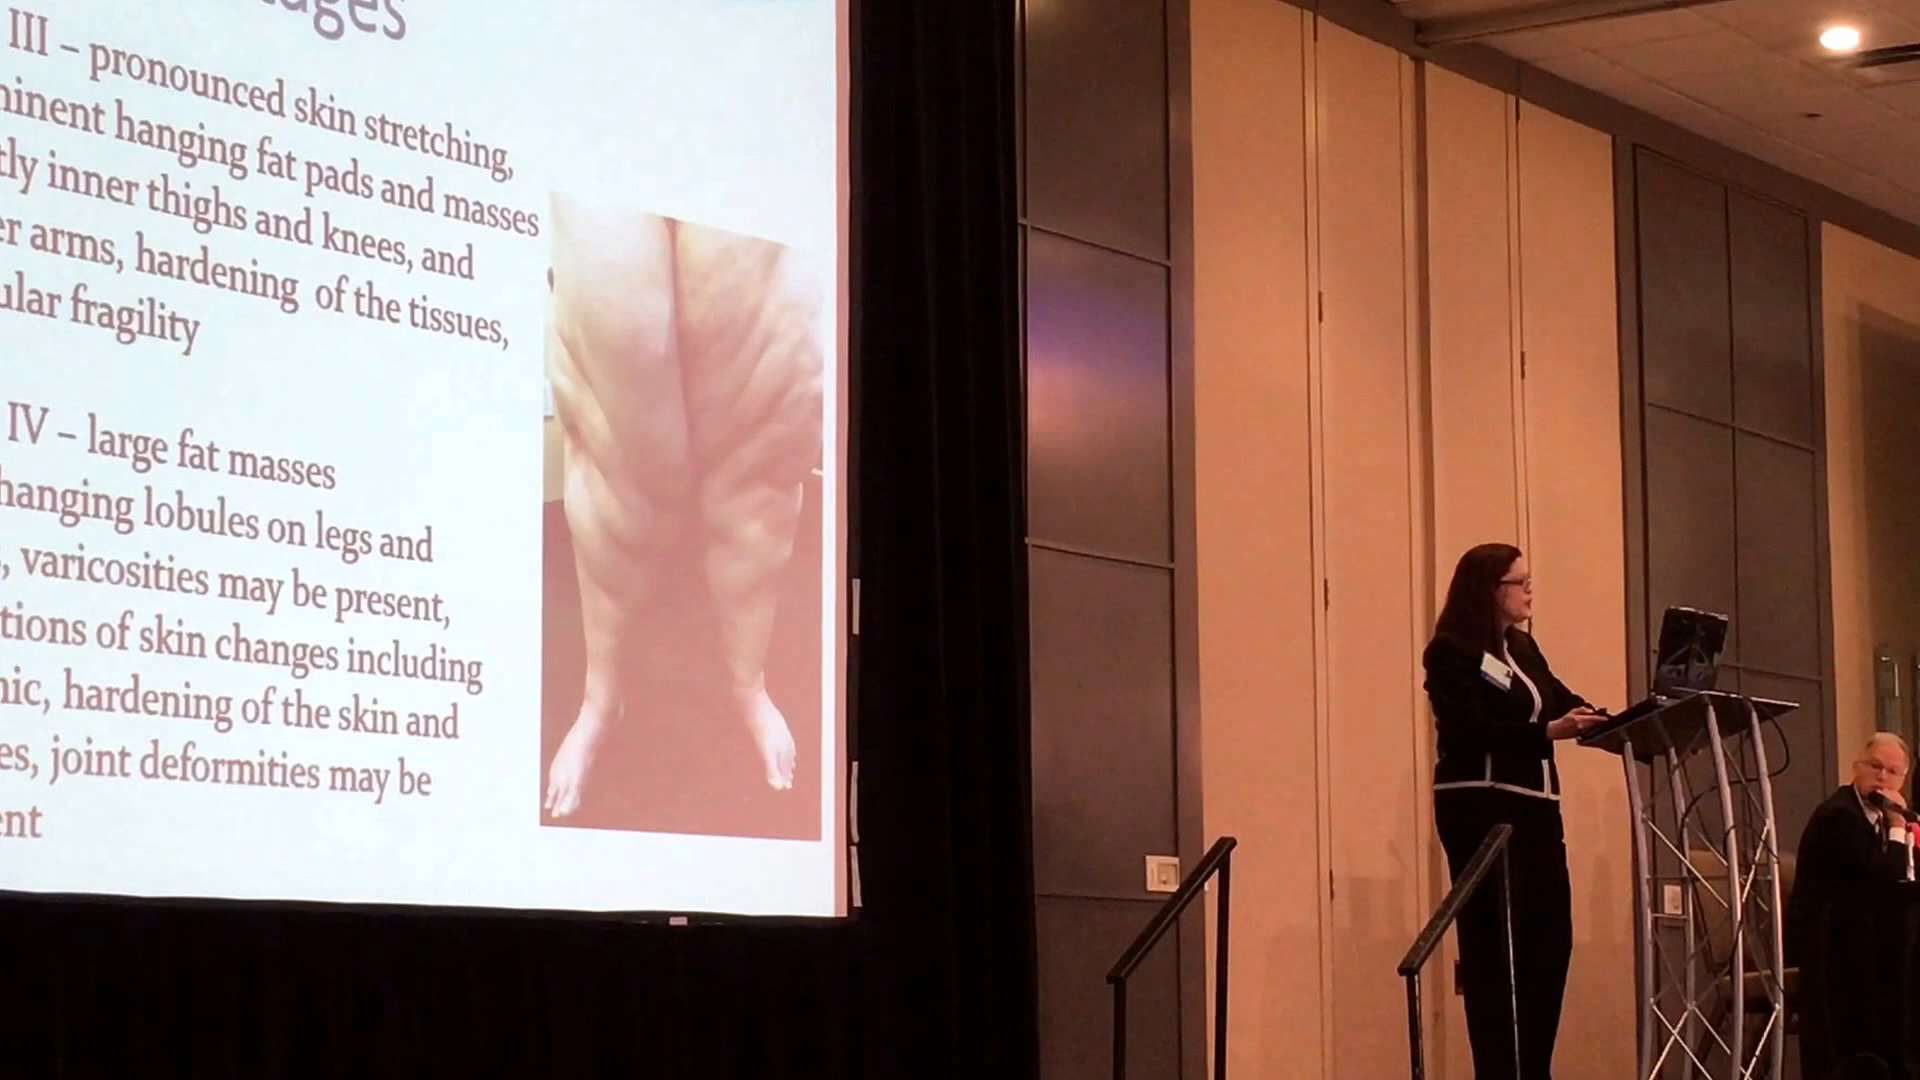 ages
III – pronounced skin stretching,
minent hanging fat pads and masses
tly inner thighs and knees, and
er arms, hardening of the tissues,
ular fragility
IV – large fat masses
hanging lobules on legs and
, varicosities may be present,
tions of skin changes including
nic, hardening of the skin and
es, joint deformities may be
ent